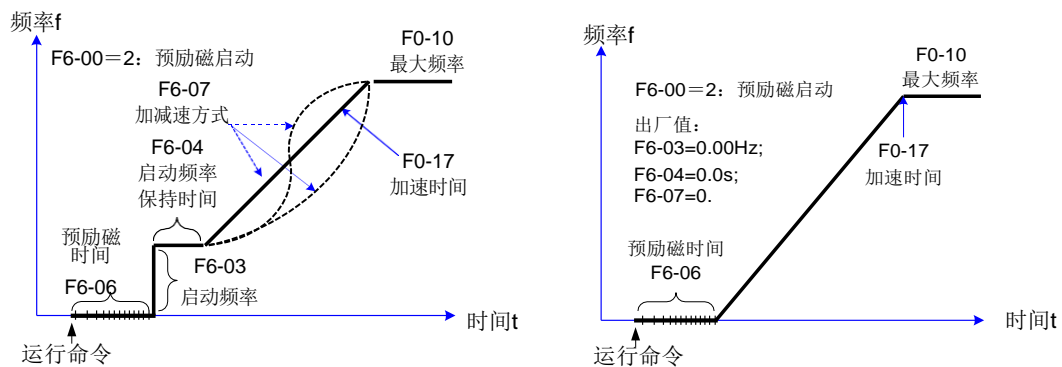 频率f
F6-00＝2：预励磁启动
F0-10
最大频率
F6-07
加减速方式
F6-04
启动频率
保持时间
F0-17
加速时间
预励磁
时间
F6-03
F6-06
启动频率
时间t
运行命令
频率f
F0-10
最大频率
F6-00＝2：预励磁启动
出厂值：
F6-03=0.00Hz;
F6-04=0.0s;
F6-07=0.
F0-17
加速时间
预励磁时间
F6-06
时间t
运行命令